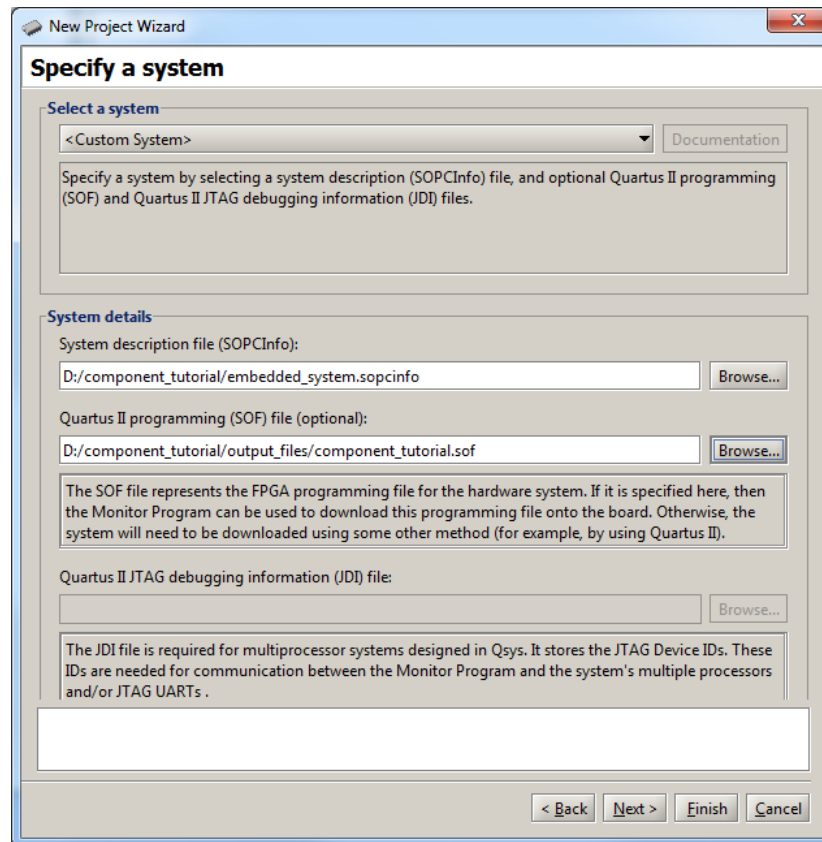 New Project Wizard
Specify a system
Select a system
<Custom System>
Documentation
Specify a system by selecting a system description (SOPCInfo) file, and optional Quartus II programming
(SOF) and Quartus II JTAG debugging information (JDI) files.
System details
System description file (SOPCInfo):
D:/component_tutorial/embedded_system.sopcinfo
Browse...
Quartus II programming (SOF) file (optional):
D:/component_tutorial/output_files/component_tutorial.sof
Browse...
The SOF file represents the FPGA programming file for the hardware system. If it is specified here, then
the Monitor Program can be used to download this programming file onto the board. Otherwise, the
system will need to be downloaded using some other method (for example, by using Quartus II).
Quartus II JTAG debugging information (JDI) file:
Browse...
The JDI file is required for multiprocessor systems designed in Qsys. It stores the JTAG Device IDs. These
IDs are needed for communication between the Monitor Program and the system's multiple processors
and/or JTAG UARTs .
< Back
Next >
Finish
Cancel